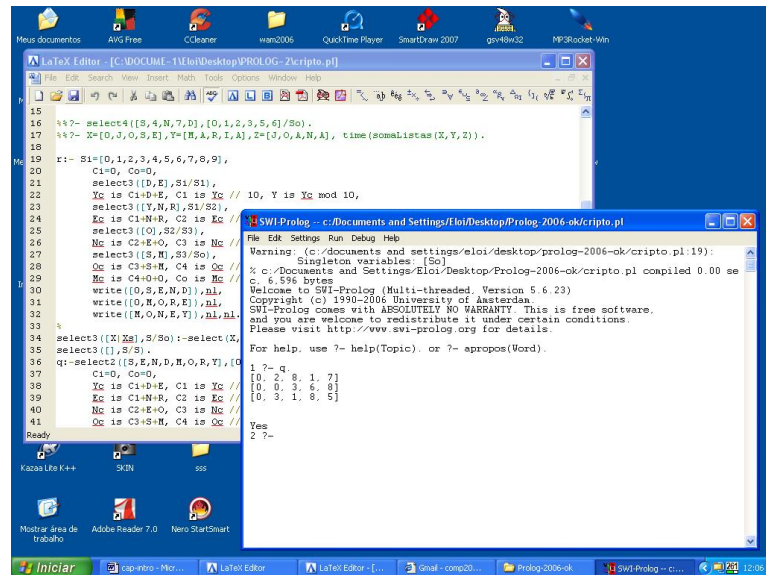 Meus documentos
AVG Free
CCleaner
wam2006
QuickTime Player
SmartDraw 2007
gsv48w32
MP3Rocket-Win
LaTeX Editor - [C:\DOCUME~1\Eloi\Desktop\PROLOG~2\cripto.pl]
File Edit Search View Insert Math Tools Options Window Help
15
16 %%?- select4([S,4,N,7,D],[0,1,2,3,5,6]/So).
17 %%?- X=[O,J,O,S,E],Y=[M,A,R,I,A],Z=[J,O,A,N,A], time(somaListas(X,Y,Z)).
18
19 r:- Si=[0,1,2,3,4,5,6,7,8,9],
20 Ci=0, Co=0,
21 select3([D,E],Si/S1),
22 Yc is Ci+D+E, C1 is Yc // 10, Y is Yc mod 10,
23 select3([Y,N,R],S1/S2),
24 Ec is C1+N+R, C2 is Ec //
25 select3([O],S2/S3),
26 Nc is C2+E+O, C3 is Nc //
27 select3([S,M],S3/So),
28 Oc is C3+S+M, C4 is Oc //
29 Mc is C4+0+0, Co is Mc //
30 write([O,S,E,N,D]),nl,
31 write([O,M,O,R,E]),nl,
32 write([M,O,N,E,Y]),nl,nl.
33 %
34 select3([X|Xs],S/So):-select(X,
35 select3([],S/S).
36 q:-select2([S,E,N,D,M,O,R,Y],[0
37 Ci=0, Co=0,
38 Yc is Ci+D+E, C1 is Yc //
39 Ec is C1+N+R, C2 is Ec //
40 Nc is C2+E+O, C3 is Nc //
41 Oc is C3+S+M, C4 is Oc //
Ready
SWI-Prolog -- c:/Documents and Settings/Eloi/Desktop/Prolog-2006-ok/cripto.pl
File Edit Settings Run Debug Help
Warning: (c:/documents and settings/eloi/desktop/prolog-2006-ok/cripto.pl:19):
Singleton variables: [So]
% c:/Documents and Settings/Eloi/Desktop/Prolog-2006-ok/cripto.pl compiled 0.00 se
c, 6,596 bytes
Welcome to SWI-Prolog (Multi-threaded, Version 5.6.23)
Copyright (c) 1990-2006 University of Amsterdam.
SWI-Prolog comes with ABSOLUTELY NO WARRANTY. This is free software,
and you are welcome to redistribute it under certain conditions.
Please visit http://www.swi-prolog.org for details.
For help, use ?- help(Topic). or ?- apropos(Word).
1 ?- q.
[0, 2, 8, 1, 7]
[0, 0, 3, 6, 8]
[0, 3, 1, 8, 5]
Yes
2 ?-
Kazaa Lite K++
SKIN
sss
Mostrar área de trabalho
Adobe Reader 7.0
Nero StartSmart
Iniciar
cap-intro - Micr...
LaTeX Editor
LaTeX Editor - [...
Gmail - comp20...
Prolog-2006-ok
SWI-Prolog -- c:...
12:06